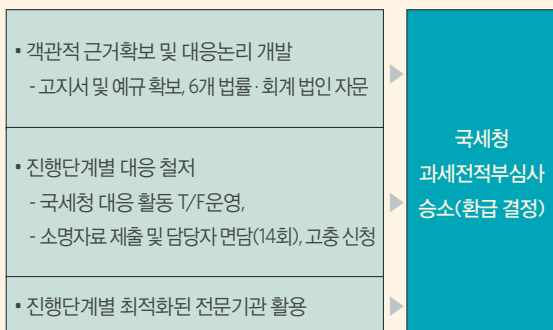 • 객관적 근거확보 및 대응논리 개발
- 고지서 및 예규 확보, 6개 법률·회계 법인 자문
• 진행단계별 대응 철저
- 국세청 대응 활동 T/F운영,
- 소명자료 제출 및 담당자 면담(14회), 고충 신청
• 진행단계별 최적화된 전문기관 활용
국세청
과세전적부심사
승소(환급 결정)